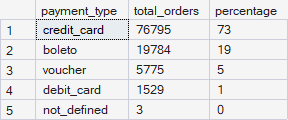 payment_type total_orders percentage
1 credit_card 76795 73
2 boleto 19784 19
3 voucher 5775 5
4 debit_card 1529 1
5 not_defined 3 0